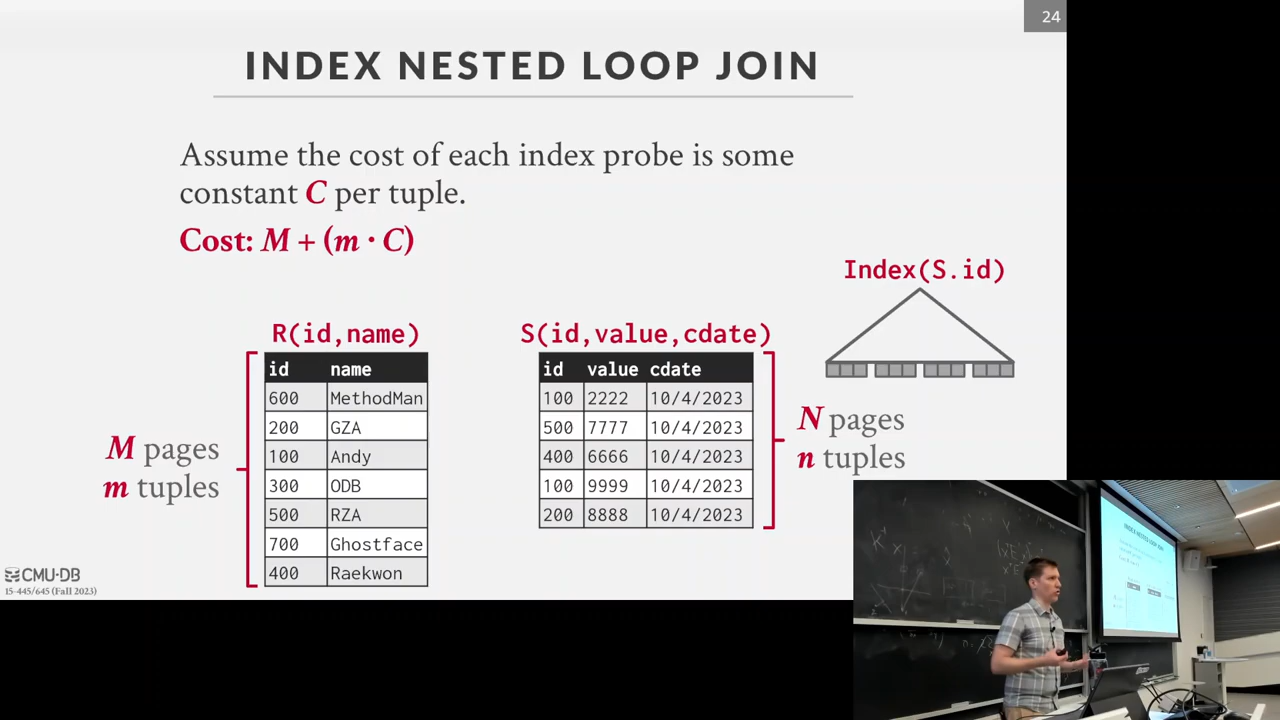 24
INDEX NESTED LOOP JOIN
Assume the cost of each index probe is some
constant C per tuple.
Cost: M + (m · C)
Index(S.id)
R(id,name)
id name
600 MethodMan
200 GZA
100 Andy
300 ODB
500 RZA
700 Ghostface
400 Raekwon
M pages
m tuples
S(id,value,cdate)
id value cdate
100 2222 10/4/2023
500 7777 10/4/2023
400 6666 10/4/2023
100 9999 10/4/2023
200 8888 10/4/2023
N pages
n tuples
CMU·DB
15-445/645 (Fall 2023)
INDEX NESTED LOOP JOIN